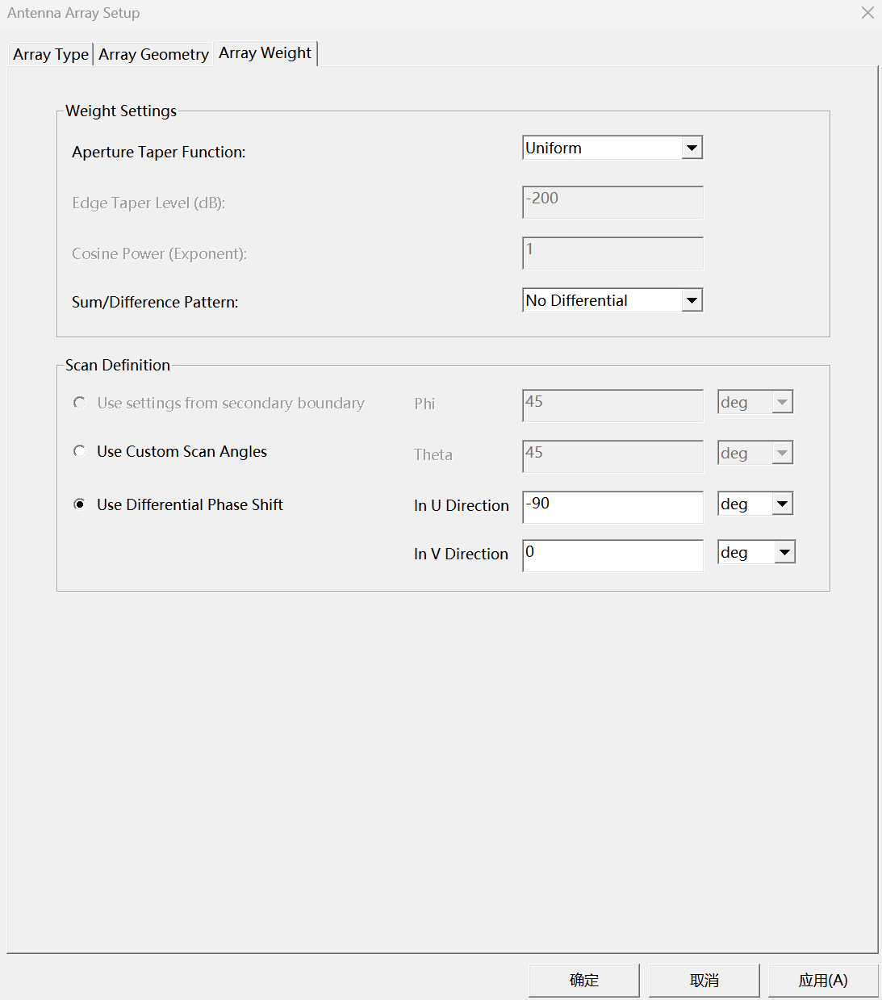 Antenna Array Setup
Array Type Array Geometry Array Weight
Weight Settings
Aperture Taper Function: Uniform
Edge Taper Level (dB): -200
Cosine Power (Exponent): 1
Sum/Difference Pattern: No Differential
Scan Definition
Use settings from secondary boundary Phi 45 deg
Use Custom Scan Angles Theta 45 deg
Use Differential Phase Shift In U Direction -90 deg
In V Direction 0 deg
确定 取消 应用(A)